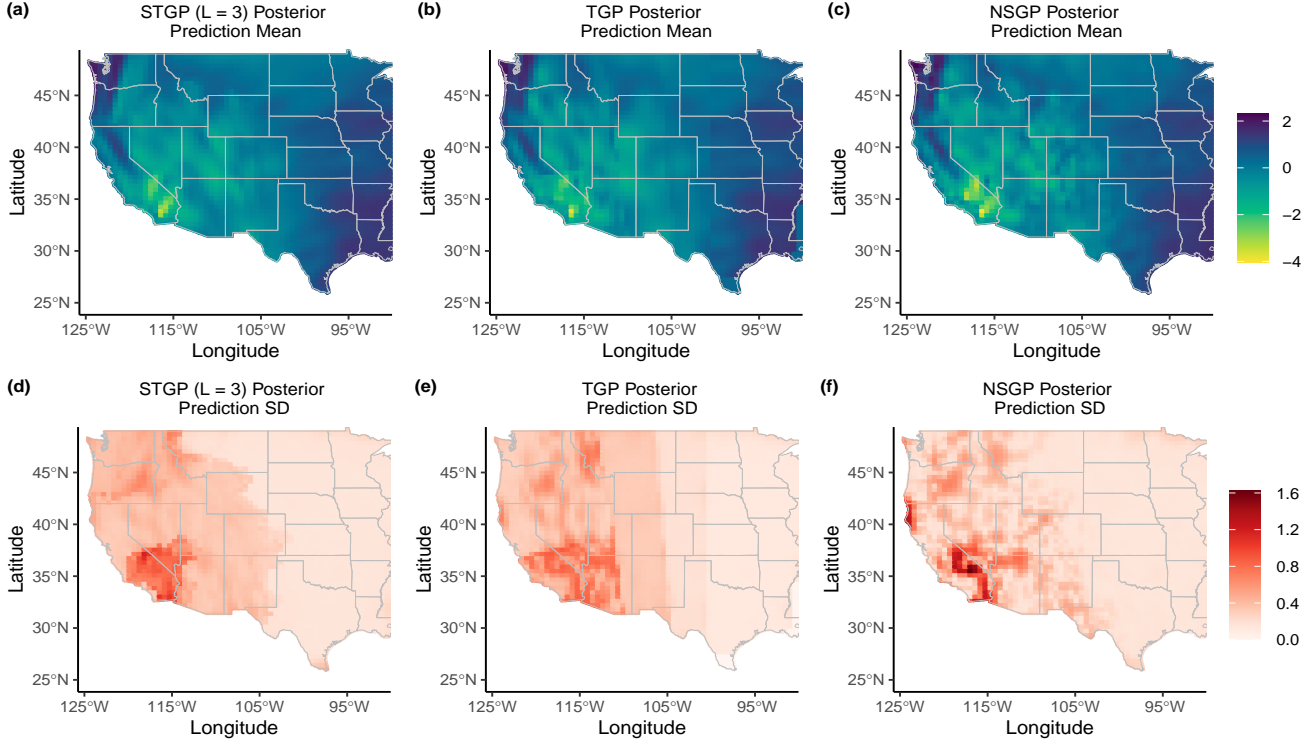 (a) STGP (L = 3) Posterior
Prediction Mean
Latitude
45°N
40°N
35°N
30°N
25°N
125°W 115°W 105°W 95°W
Longitude
(b) TGP Posterior
Prediction Mean
Latitude
45°N
40°N
35°N
30°N
25°N
125°W 115°W 105°W 95°W
Longitude
(c) NSGP Posterior
Prediction Mean
Latitude
45°N
40°N
35°N
30°N
25°N
125°W 115°W 105°W 95°W
Longitude
2
0
−2
−4
(d) STGP (L = 3) Posterior
Prediction SD
Latitude
45°N
40°N
35°N
30°N
25°N
125°W 115°W 105°W 95°W
Longitude
(e) TGP Posterior
Prediction SD
Latitude
45°N
40°N
35°N
30°N
25°N
125°W 115°W 105°W 95°W
Longitude
(f) NSGP Posterior
Prediction SD
Latitude
45°N
40°N
35°N
30°N
25°N
125°W 115°W 105°W 95°W
Longitude
1.6
1.2
0.8
0.4
0.0